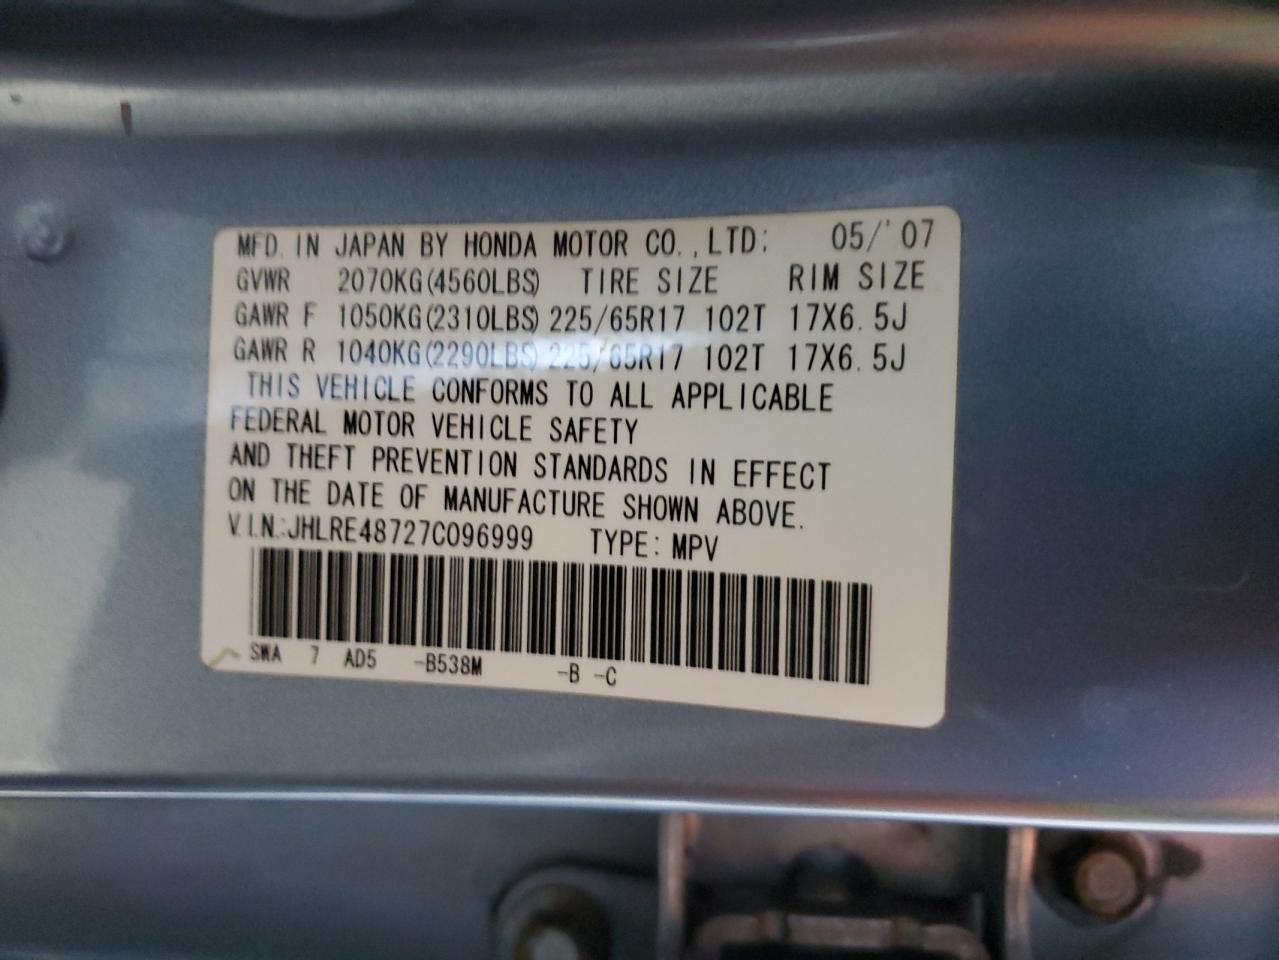 MFD. IN JAPAN BY HONDA MOTOR CO., LTD: 05/'07
GVWR 2070KG(4560LBS) TIRE SIZE RIM SIZE
GAWR F 1050KG(2310LBS) 225/65R17 102T 17X6.5J
GAWR R 1040KG(2290LBS) 225/65R17 102T 17X6.5J
THIS VEHICLE CONFORMS TO ALL APPLICABLE
FEDERAL MOTOR VEHICLE SAFETY
AND THEFT PREVENTION STANDARDS IN EFFECT
ON THE DATE OF MANUFACTURE SHOWN ABOVE.
V.I.N.:JHLRE48727C096999 TYPE: MPV
SWA 7 AD5 -B538M -B -C